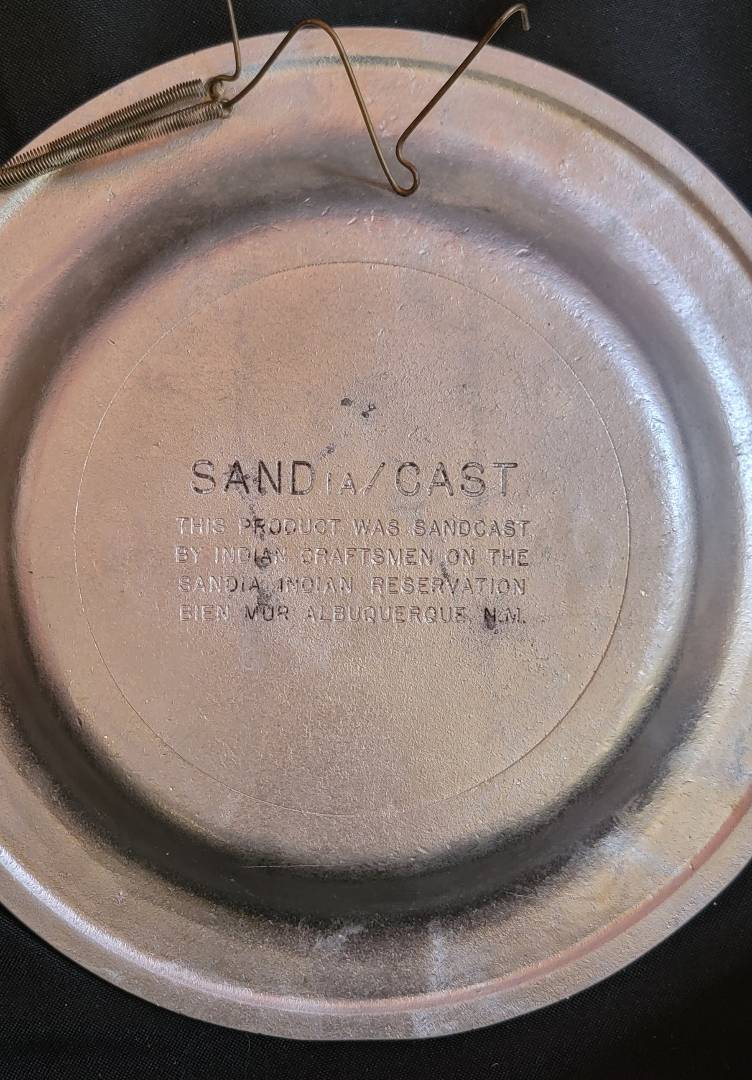 SANDIA/CAST
THIS PRODUCT WAS SANDCAST
BY INDIAN CRAFTSMEN ON THE
SANDIA INDIAN RESERVATION
BIEN MUR ALBUQUERQUE N.M.